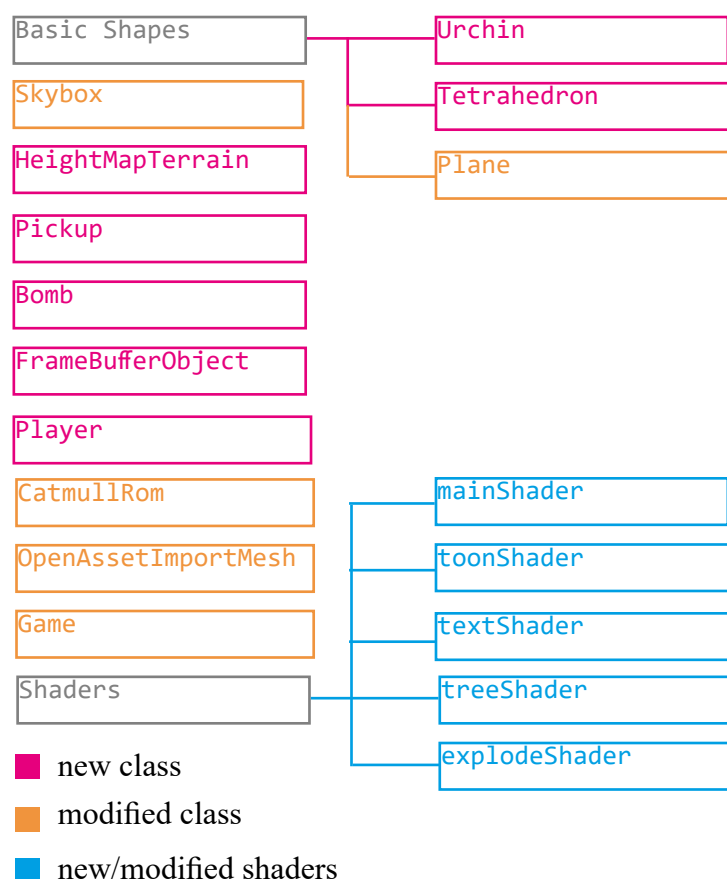 Basic Shapes
Urchin
Skybox
Tetrahedron
HeightMapTerrain
Plane
Pickup
Bomb
FrameBufferObject
Player
CatmullRom
mainShader
OpenAssetImportMesh
toonShader
Game
textShader
Shaders
treeShader
explodeShader
new class
modified class
new/modified shaders